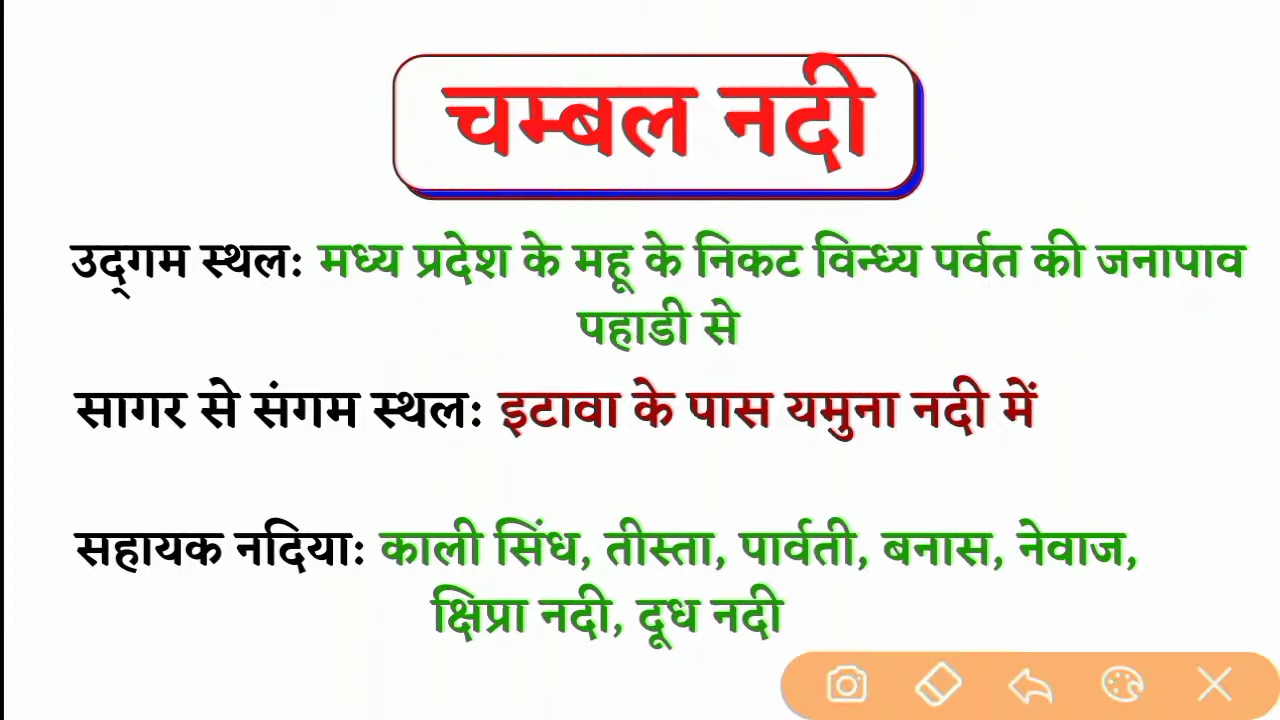 चम्बल नदी
उद्‌गम स्थल: मध्य प्रदेश के महू के निकट विन्ध्य पर्वत की जनापाव
पहाडी से
सागर से संगम स्थल: इटावा के पास यमुना नदी में
सहायक नदिया: काली सिंध, तीस्ता, पार्वती, बनास, नेवाज,
क्षिप्रा नदी, दूध नदी